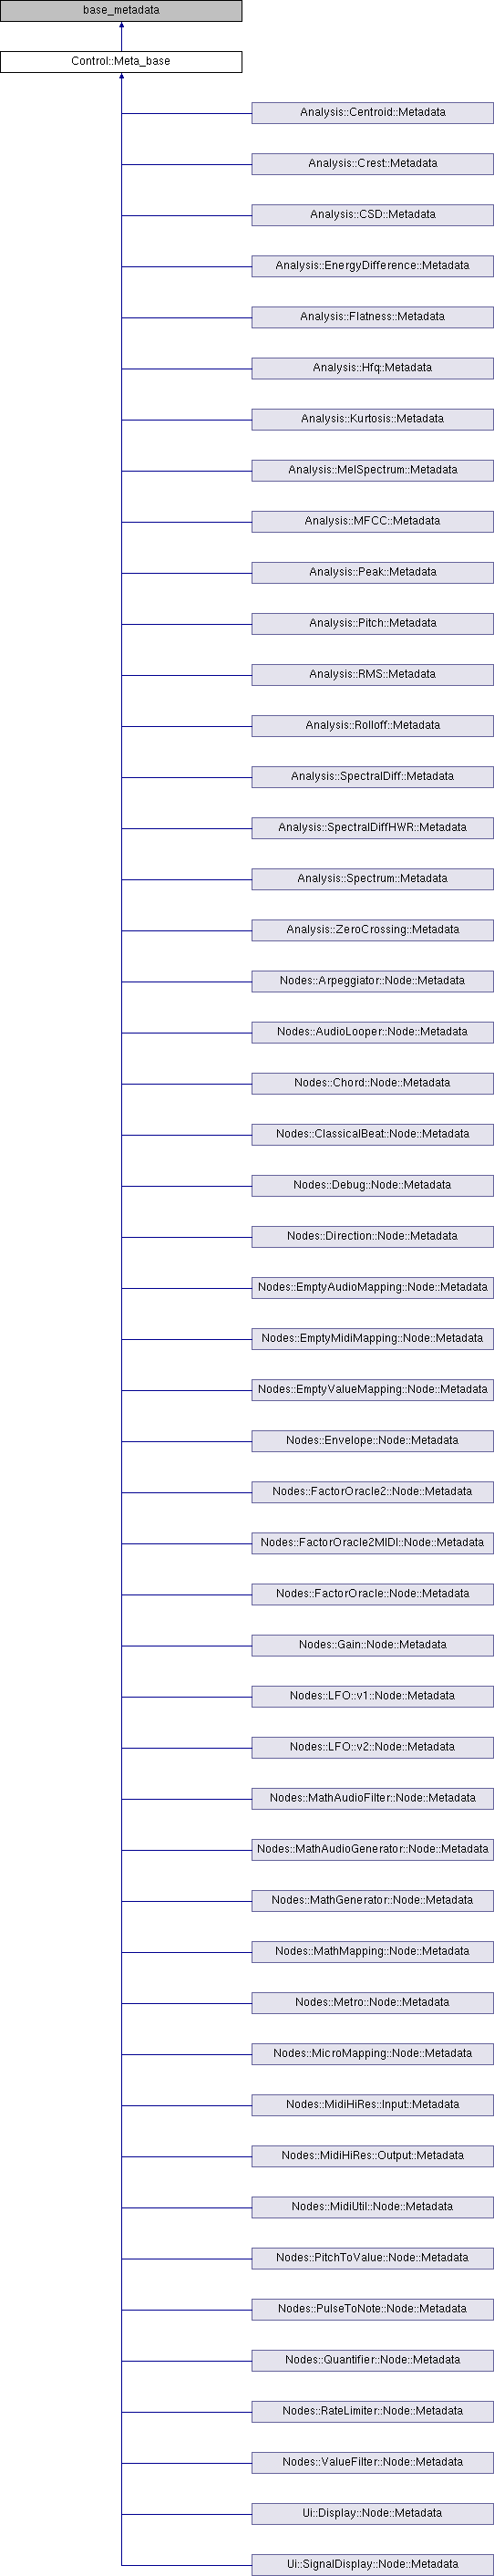 base_metadata
Control::Meta_base
Analysis::Centroid::Metadata
Analysis::Crest::Metadata
Analysis::CSD::Metadata
Analysis::EnergyDifference::Metadata
Analysis::Flatness::Metadata
Analysis::Hfq::Metadata
Analysis::Kurtosis::Metadata
Analysis::MelSpectrum::Metadata
Analysis::MFCC::Metadata
Analysis::Peak::Metadata
Analysis::Pitch::Metadata
Analysis::RMS::Metadata
Analysis::Rolloff::Metadata
Analysis::SpectralDiff::Metadata
Analysis::SpectralDiffHWR::Metadata
Analysis::Spectrum::Metadata
Analysis::ZeroCrossing::Metadata
Nodes::Arpeggiator::Node::Metadata
Nodes::AudioLooper::Node::Metadata
Nodes::Chord::Node::Metadata
Nodes::ClassicalBeat::Node::Metadata
Nodes::Debug::Node::Metadata
Nodes::Direction::Node::Metadata
Nodes::EmptyAudioMapping::Node::Metadata
Nodes::EmptyMidiMapping::Node::Metadata
Nodes::EmptyValueMapping::Node::Metadata
Nodes::Envelope::Node::Metadata
Nodes::FactorOracle2::Node::Metadata
Nodes::FactorOracle2MIDI::Node::Metadata
Nodes::FactorOracle::Node::Metadata
Nodes::Gain::Node::Metadata
Nodes::LFO::v1::Node::Metadata
Nodes::LFO::v2::Node::Metadata
Nodes::MathAudioFilter::Node::Metadata
Nodes::MathAudioGenerator::Node::Metadata
Nodes::MathGenerator::Node::Metadata
Nodes::MathMapping::Node::Metadata
Nodes::Metro::Node::Metadata
Nodes::MicroMapping::Node::Metadata
Nodes::MidiHiRes::Input::Metadata
Nodes::MidiHiRes::Output::Metadata
Nodes::MidiUtil::Node::Metadata
Nodes::PitchToValue::Node::Metadata
Nodes::PulseToNote::Node::Metadata
Nodes::Quantifier::Node::Metadata
Nodes::RateLimiter::Node::Metadata
Nodes::ValueFilter::Node::Metadata
Ui::Display::Node::Metadata
Ui::SignalDisplay::Node::Metadata